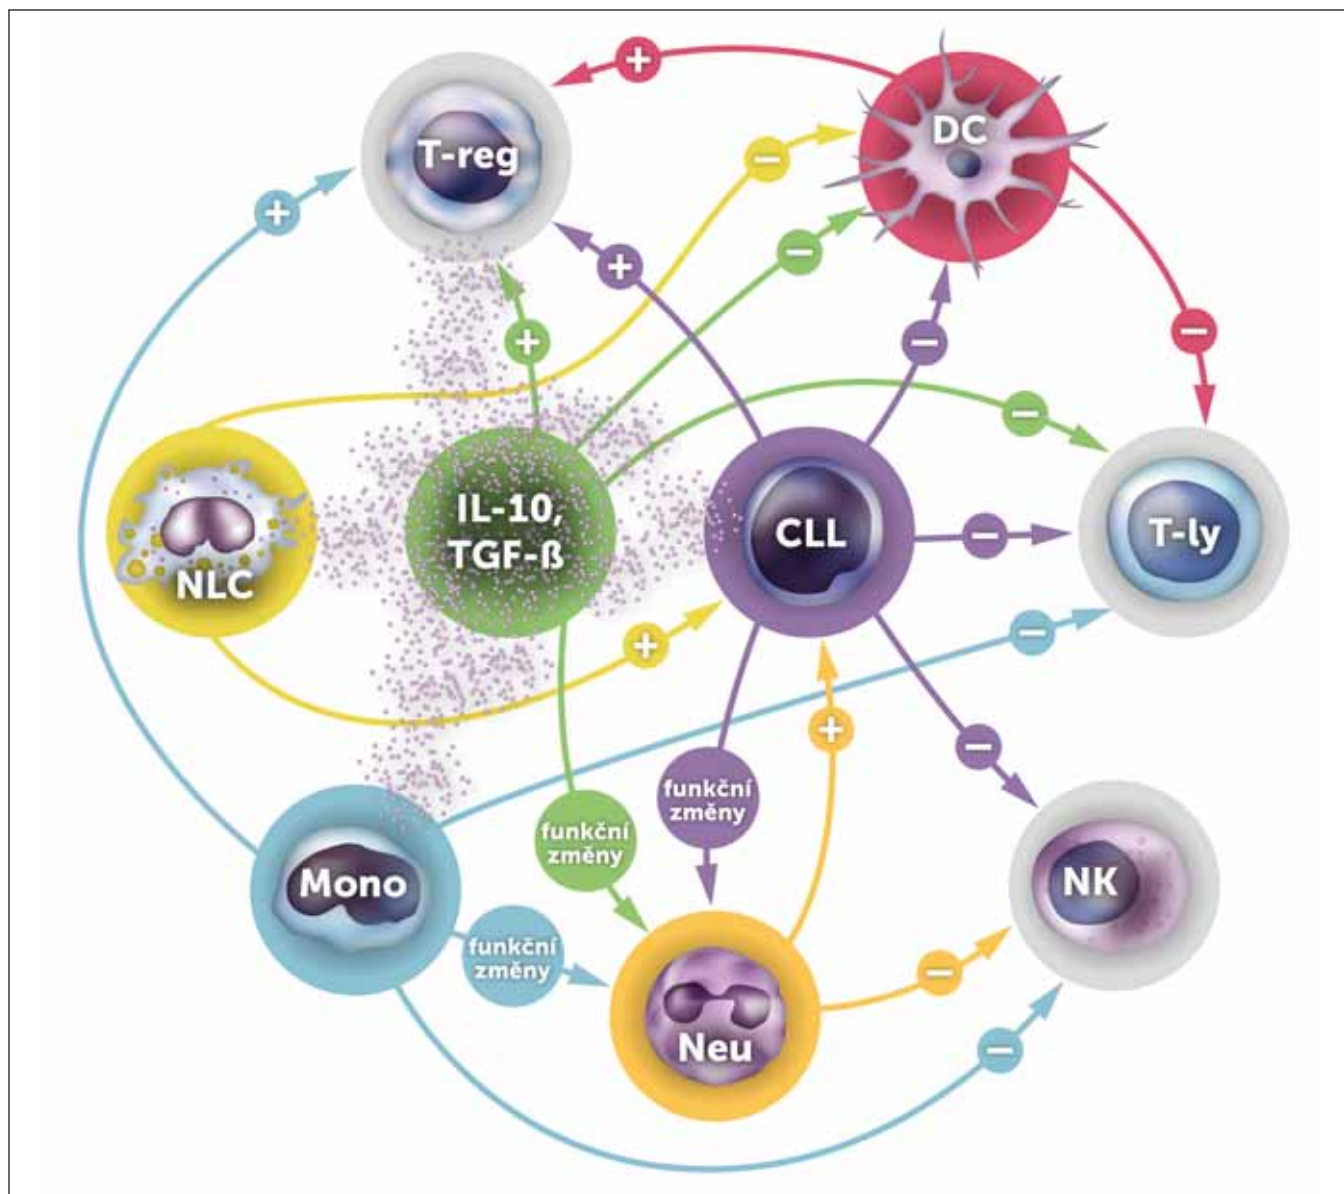 +
DC
T-reg
−
+
−
+
−
−
+
−
IL-10,
TGF-ß
CLL
−
T-ly
NLC
−
+
+
−
funkční
změny
funkční
změny
Mono
NK
funkční
změny
−
Neu
−